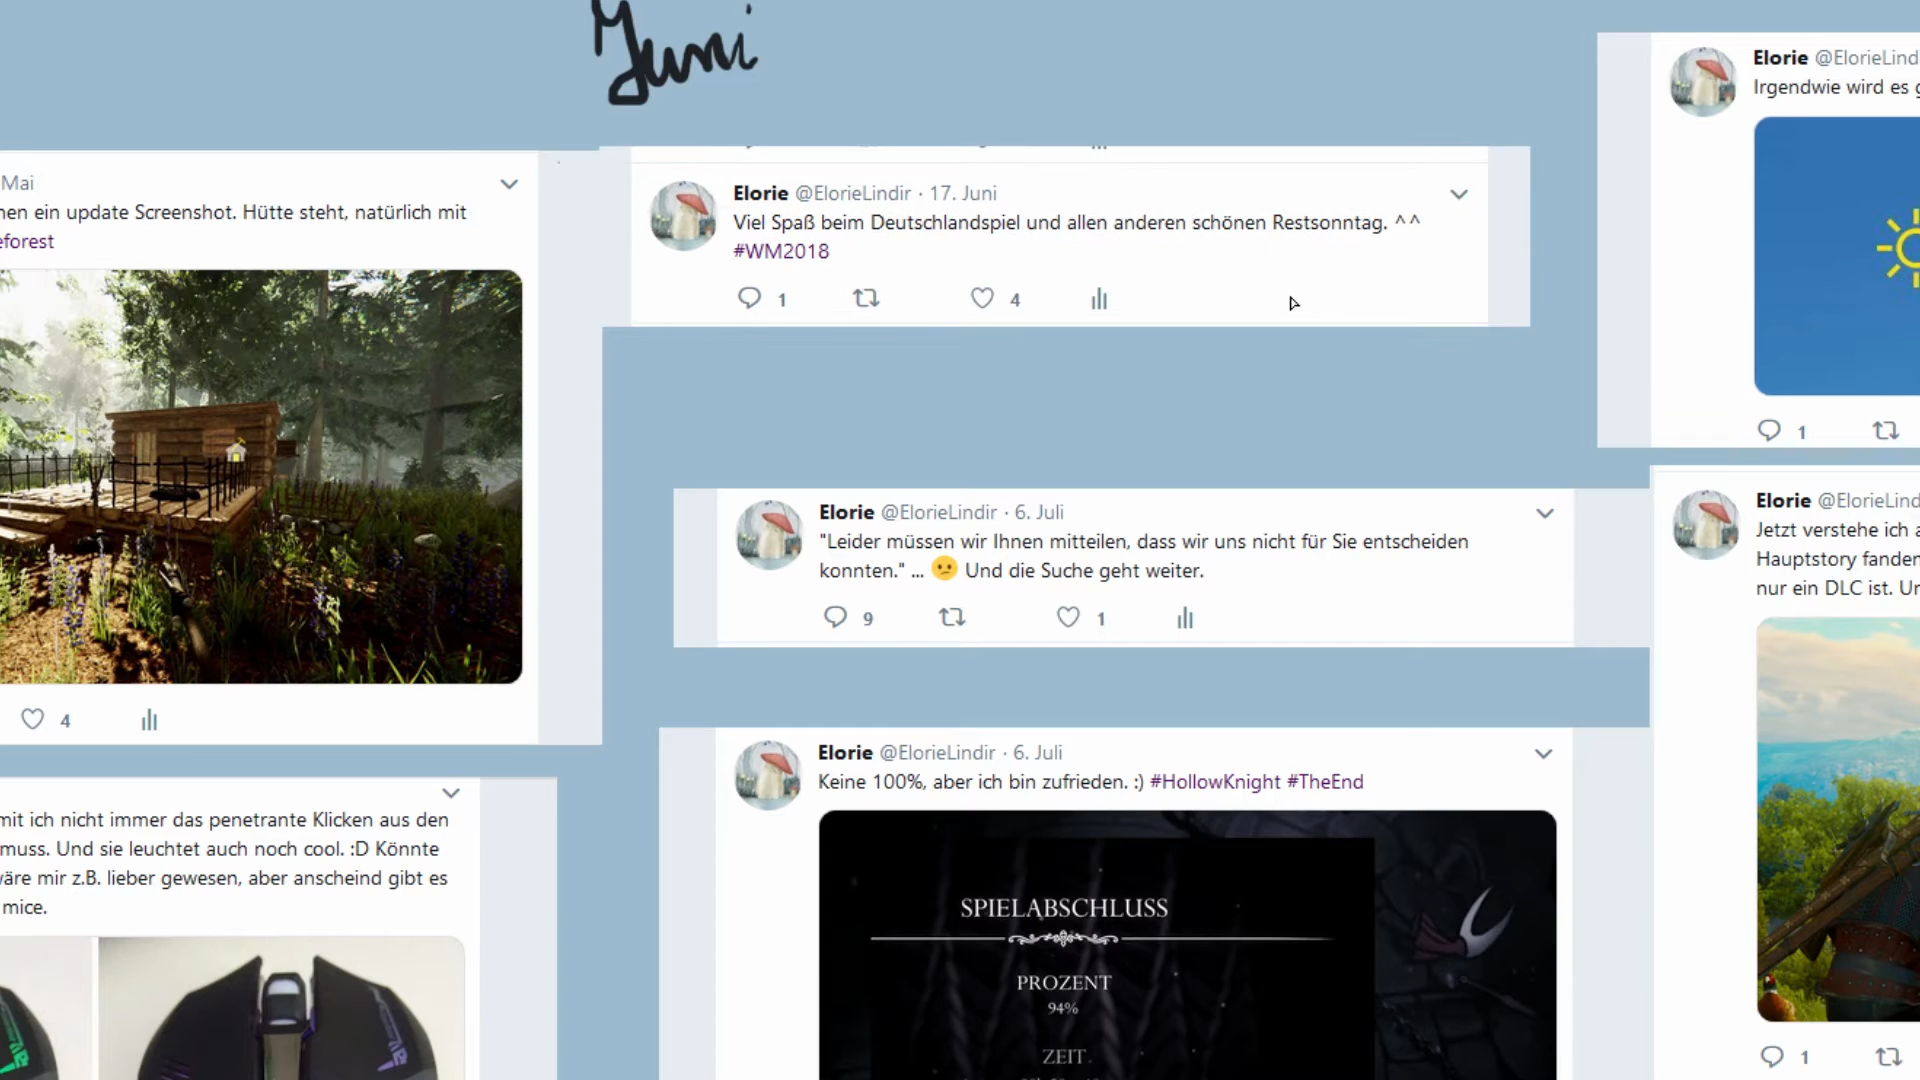 Juni
Mai
nen ein update Screenshot. Hütte steht, natürlich mit
eforest
4
mit ich nicht immer das penetrante Klicken aus den
muss. Und sie leuchtet auch noch cool. :D Könnte
wäre mir z.B. lieber gewesen, aber anscheind gibt es
mice.
Elorie @ElorieLindir · 17. Juni
Viel Spaß beim Deutschlandspiel und allen anderen schönen Restsonntag. ^^
#WM2018
1 4
Elorie @ElorieLindir · 6. Juli
"Leider müssen wir Ihnen mitteilen, dass wir uns nicht für Sie entscheiden
konnten." ... 😕 Und die Suche geht weiter.
9 1
Elorie @ElorieLindir · 6. Juli
Keine 100%, aber ich bin zufrieden. :) #HollowKnight #TheEnd
SPIELABSCHLUSS
PROZENT
94%
ZEIT
Elorie @ElorieLind
Irgendwie wird es g
1
Elorie @ElorieLind
Jetzt verstehe ich a
Hauptstory fanden
nur ein DLC ist. Un
1